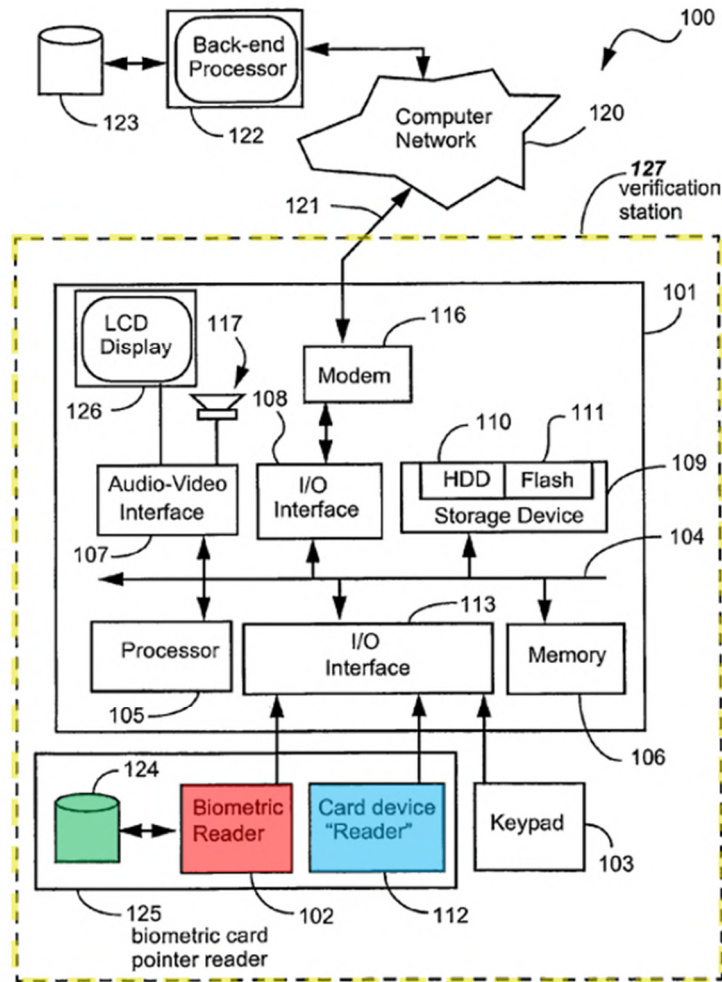 100
Back-end
Processor
123
122
Computer
Network
120
121
127
verification
station
101
LCD
Display
126
117
116
Modem
108
110
111
HDD
Flash
109
Storage Device
Audio-Video
Interface
107
I/O
Interface
104
113
Processor
105
I/O
Interface
Memory
106
124
Biometric
Reader
102
Card device
"Reader"
112
Keypad
103
125
biometric card
pointer reader